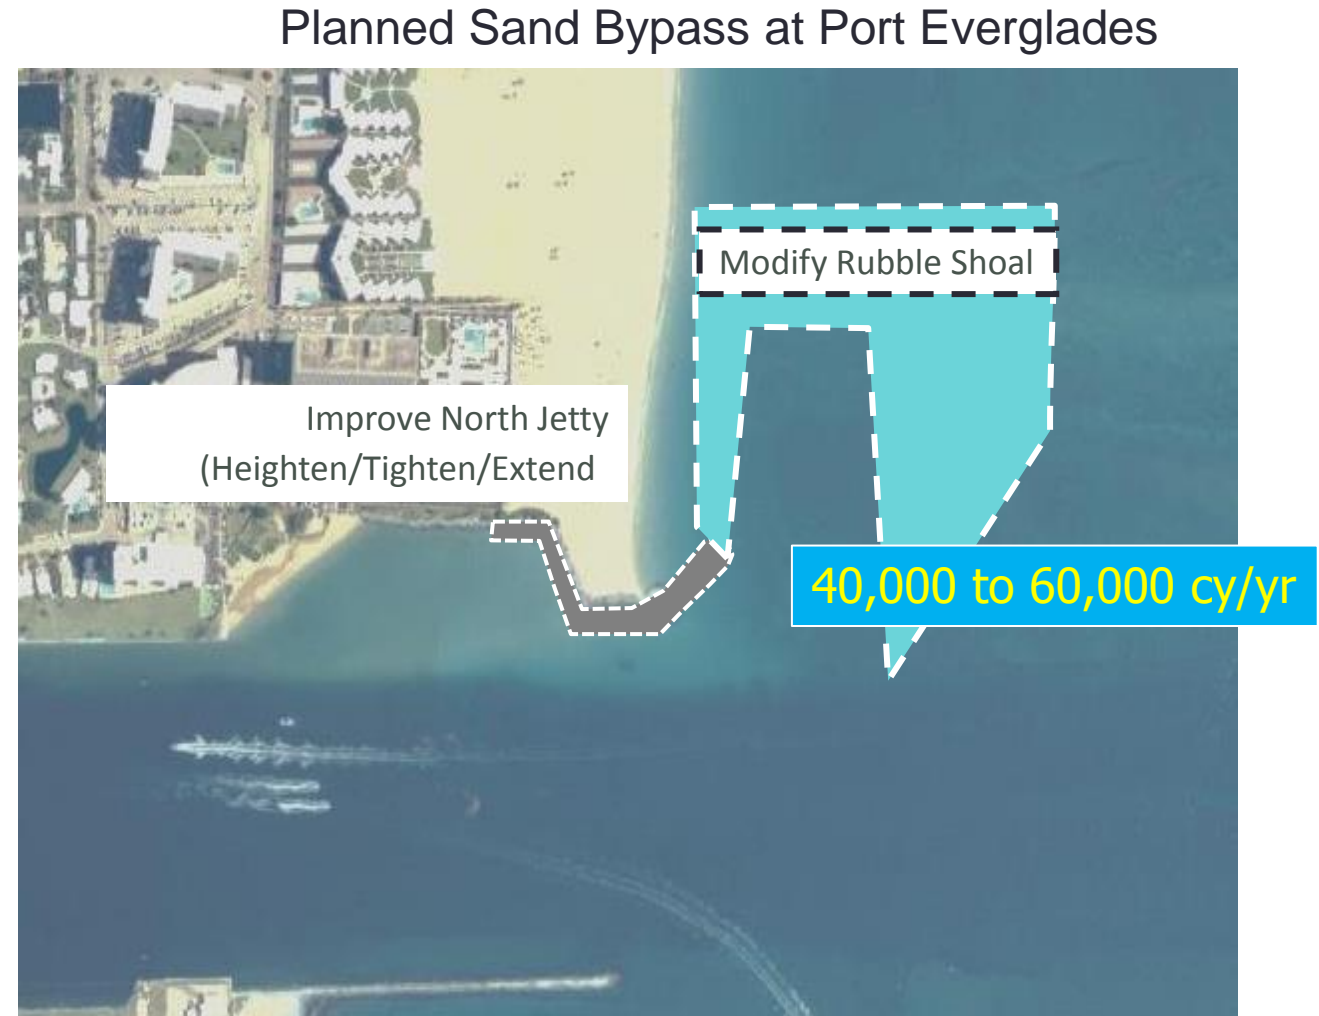 Planned Sand Bypass at Port Everglades
Modify Rubble Shoal
Improve North Jetty
(Heighten/Tighten/Extend
40,000 to 60,000 cy/yr